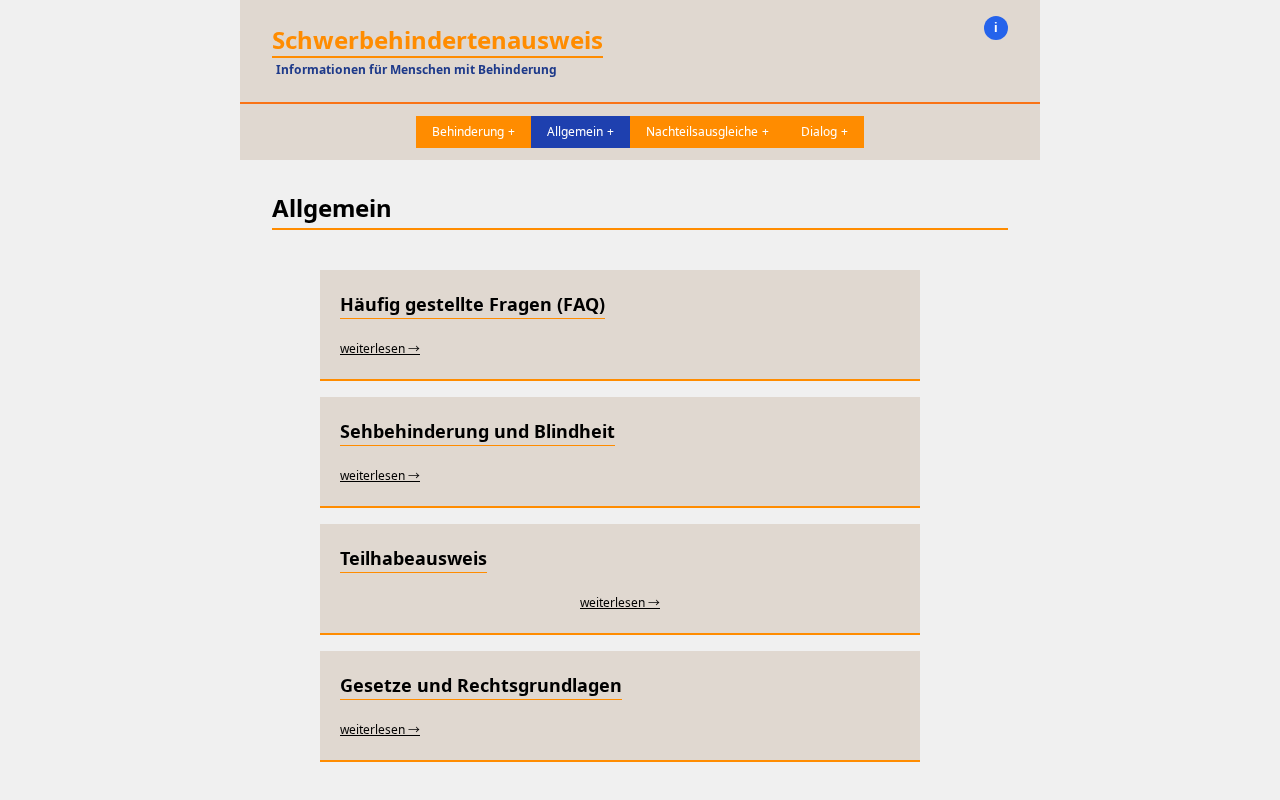 Schwerbehindertenausweis
i
Informationen für Menschen mit Behinderung
Behinderung + Allgemein + Nachteilsausgleiche + Dialog +
Allgemein
Häufig gestellte Fragen (FAQ)
weiterlesen →
Sehbehinderung und Blindheit
weiterlesen →
Teilhabeausweis
weiterlesen →
Gesetze und Rechtsgrundlagen
weiterlesen →